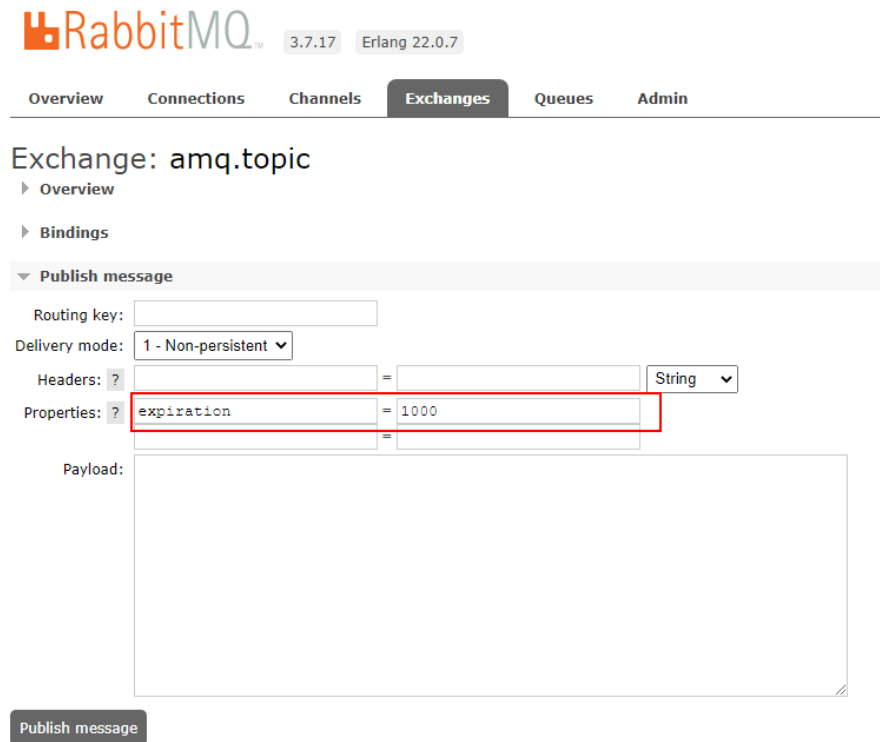 RabbitMQ™ 3.7.17 Erlang 22.0.7
Overview Connections Channels Exchanges Queues Admin
Exchange: amq.topic
Overview
Bindings
Publish message
Routing key:
Delivery mode: 1 - Non-persistent
Headers: ? = String
Properties: ? expiration = 1000
=
Payload:
Publish message